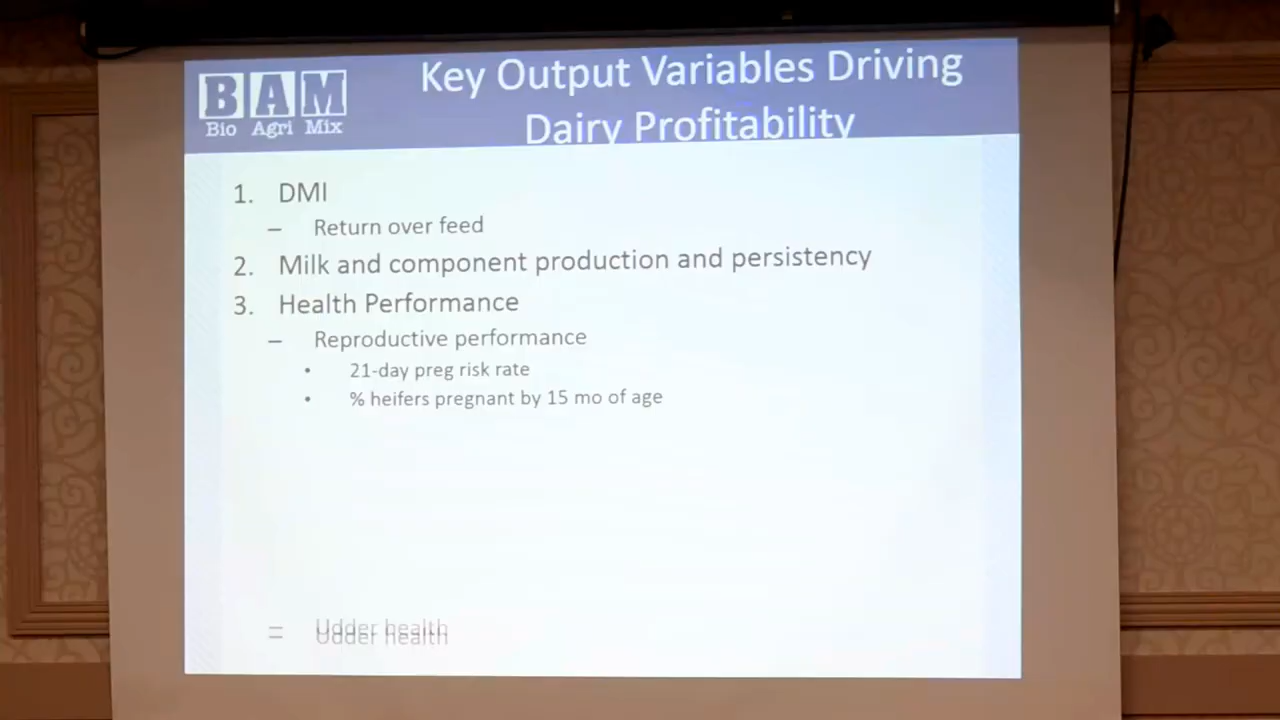 BAM
Bio Agri Mix
Key Output Variables Driving
Dairy Profitability
1. DMI
– Return over feed
2. Milk and component production and persistency
3. Health Performance
– Reproductive performance
• 21-day preg risk rate
• % heifers pregnant by 15 mo of age
– Udder health